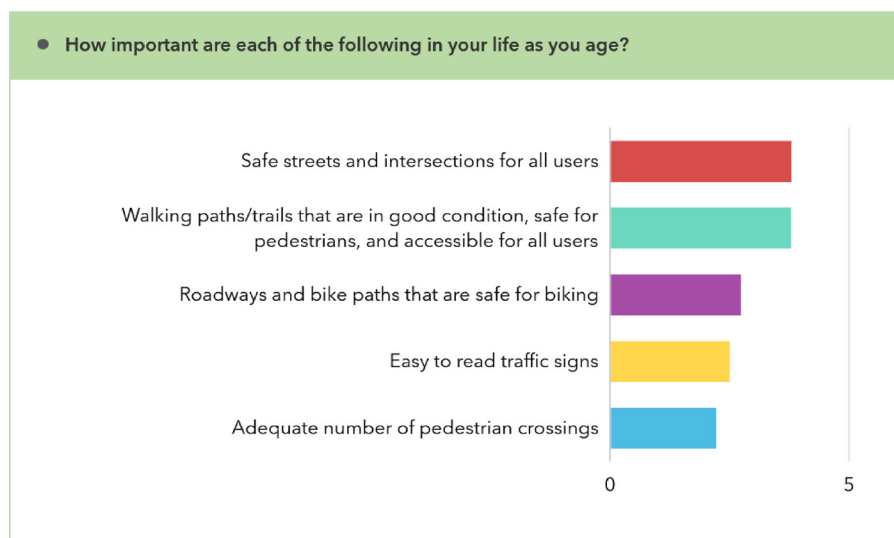 How important are each of the following in your life as you age?
Safe streets and intersections for all users
Walking paths/trails that are in good condition, safe for
pedestrians, and accessible for all users
Roadways and bike paths that are safe for biking
Easy to read traffic signs
Adequate number of pedestrian crossings
0 5